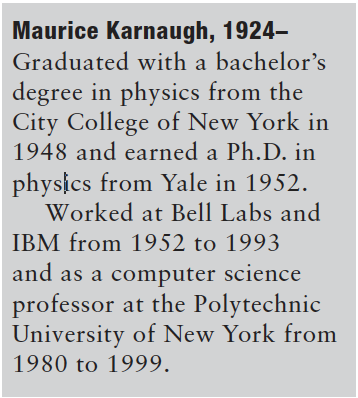 Maurice Karnaugh, 1924–
Graduated with a bachelor's
degree in physics from the
City College of New York in
1948 and earned a Ph.D. in
physics from Yale in 1952.
Worked at Bell Labs and
IBM from 1952 to 1993
and as a computer science
professor at the Polytechnic
University of New York from
1980 to 1999.